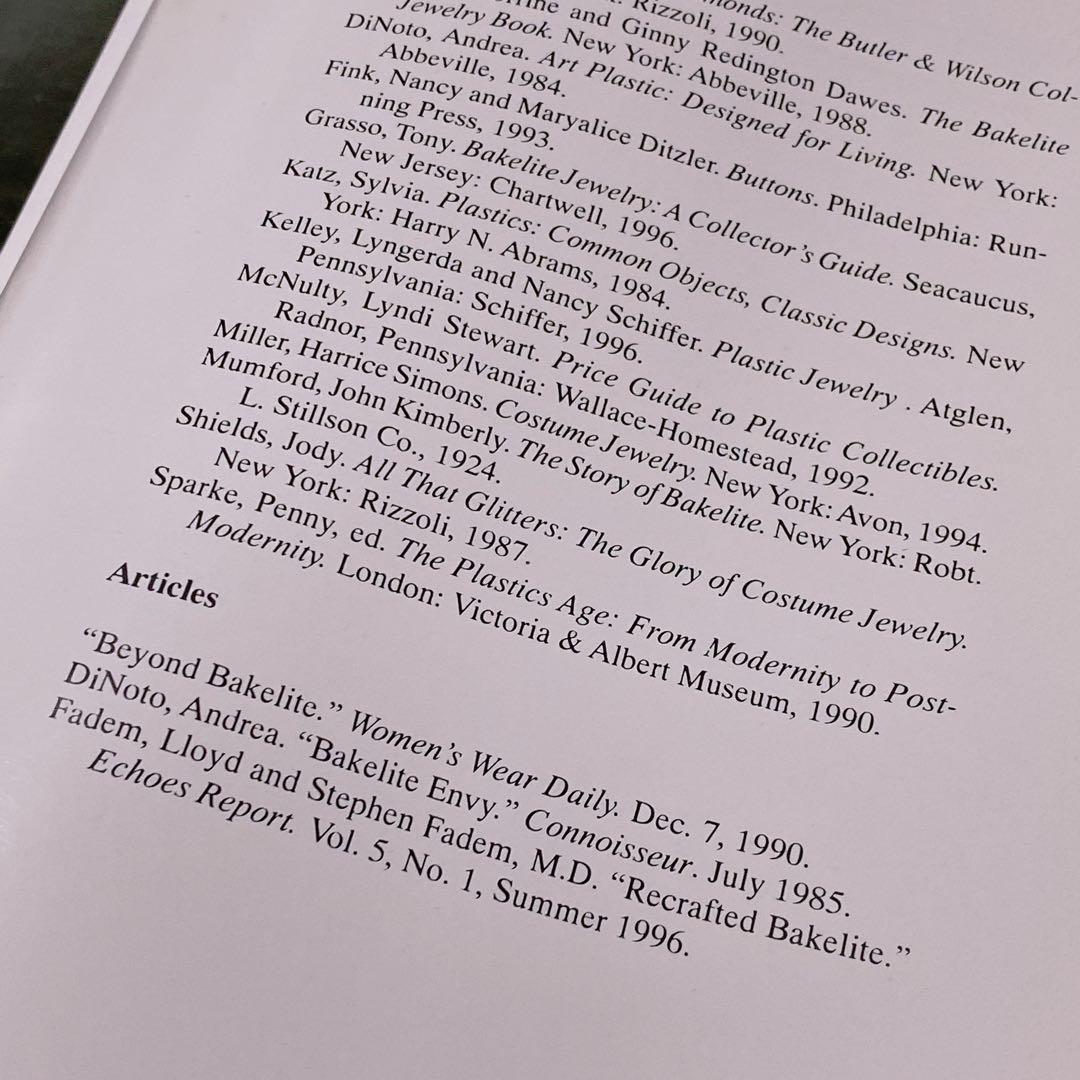 monds: The Butler & Wilson Col-
Rizzoli, 1990.
and Ginny Redington Dawes. The Bakelite
Jewelry Book. New York: Abbeville, 1988.
DiNoto, Andrea. Art Plastic: Designed for Living. New York:
Abbeville, 1984.
Fink, Nancy and Maryalice Ditzler. Buttons. Philadelphia: Run-
ning Press, 1993.
Grasso, Tony. Bakelite Jewelry: A Collector's Guide. Seacaucus,
New Jersey: Chartwell, 1996.
Katz, Sylvia. Plastics: Common Objects, Classic Designs. New
York: Harry N. Abrams, 1984.
Kelley, Lyngerda and Nancy Schiffer. Plastic Jewelry . Atglen,
Pennsylvania: Schiffer, 1996.
McNulty, Lyndi Stewart. Price Guide to Plastic Collectibles.
Radnor, Pennsylvania: Wallace-Homestead, 1992.
Miller, Harrice Simons. Costume Jewelry. New York: Avon, 1994.
Mumford, John Kimberly. The Story of Bakelite. New York: Robt.
L. Stillson Co., 1924.
Shields, Jody. All That Glitters: The Glory of Costume Jewelry.
New York: Rizzoli, 1987.
Sparke, Penny, ed. The Plastics Age: From Modernity to Post-
Modernity. London: Victoria & Albert Museum, 1990.
Articles
“Beyond Bakelite.” Women's Wear Daily. Dec. 7, 1990.
DiNoto, Andrea. “Bakelite Envy.” Connoisseur. July 1985.
Fadem, Lloyd and Stephen Fadem, M.D. “Recrafted Bakelite.”
Echoes Report. Vol. 5, No. 1, Summer 1996.